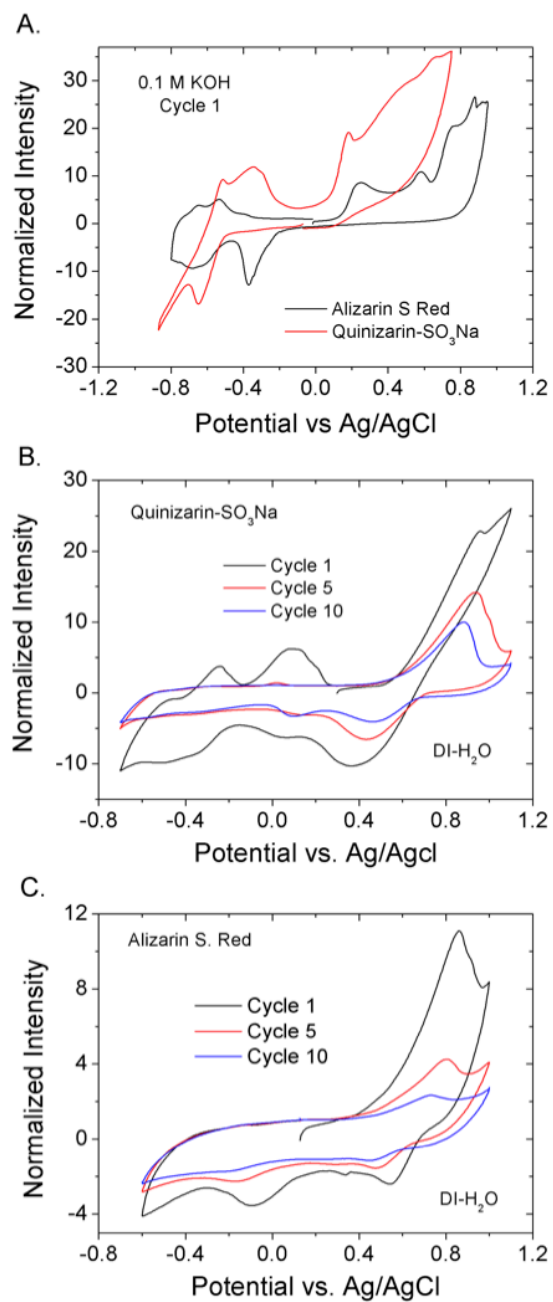 A.
0.1 M KOH
Cycle 1
30
20
10
0
-10
-20
-30
Normalized Intensity
Alizarin S Red
Quinizarin-SO₃Na
-1.2 -0.8 -0.4 0.0 0.4 0.8 1.2
Potential vs Ag/AgCl
B.
Quinizarin-SO₃Na
30
20
10
0
-10
Normalized Intensity
Cycle 1
Cycle 5
Cycle 10
DI-H₂O
-0.8 -0.4 0.0 0.4 0.8 1.2
Potential vs. Ag/Agcl
C.
Alizarin S. Red
12
8
4
0
-4
Normalized Intensity
Cycle 1
Cycle 5
Cycle 10
DI-H₂O
-0.8 -0.4 0.0 0.4 0.8 1.2
Potential vs. Ag/AgCl